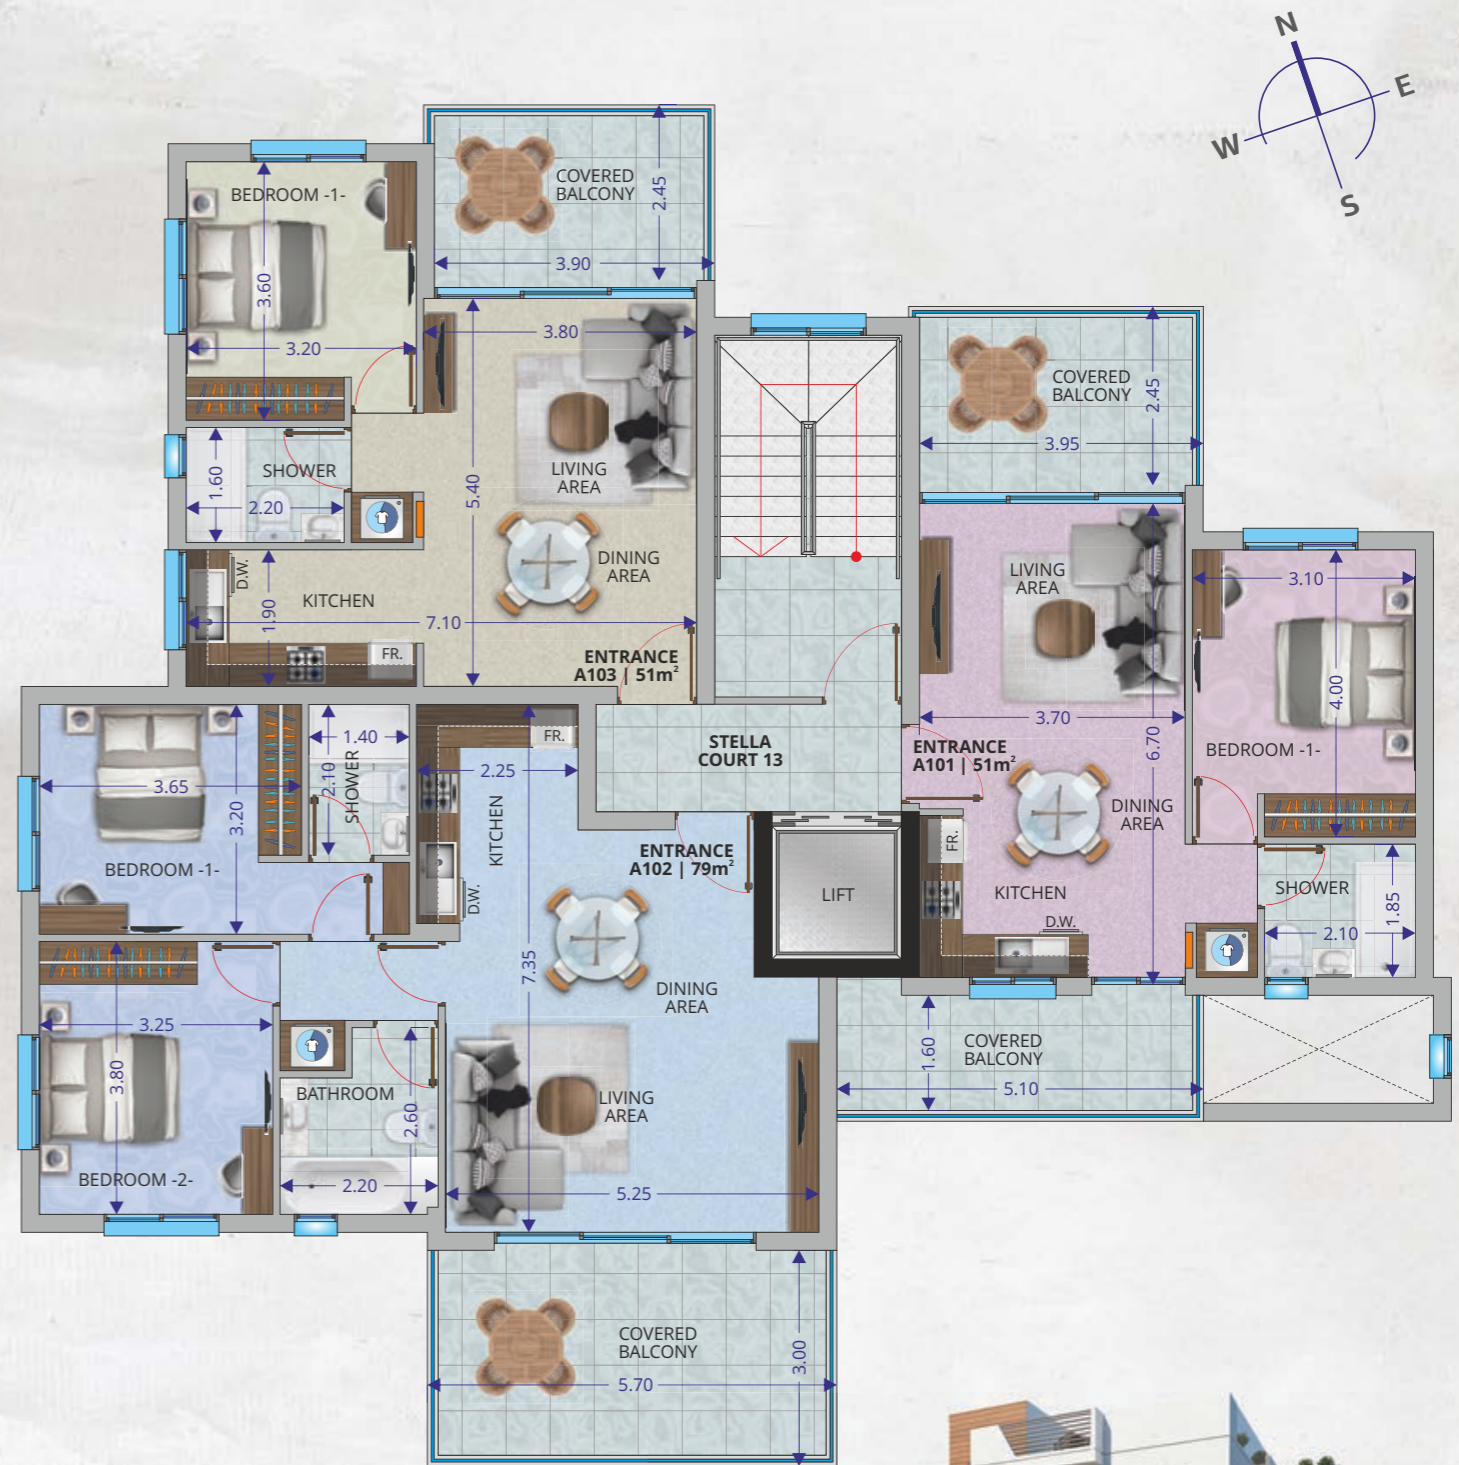 N
E
W
S
BEDROOM -1-
3.60
3.20
COVERED
BALCONY
2.45
3.90
3.80
LIVING
AREA
5.40
SHOWER
1.60
2.20
DINING
AREA
D.W.
KITCHEN
1.90
7.10
FR.
ENTRANCE
A103 | 51m²
COVERED
BALCONY
2.45
3.95
LIVING
AREA
3.10
4.00
3.70
6.70
BEDROOM -1-
ENTRANCE
A101 | 51m²
DINING
AREA
FR.
KITCHEN
D.W.
SHOWER
1.85
2.10
STELLA
COURT 13
LIFT
FR.
2.25
KITCHEN
1.40
2.10
SHOWER
3.65
3.20
BEDROOM -1-
ENTRANCE
A102 | 79m²
D.W.
7.35
DINING
AREA
COVERED
BALCONY
1.60
5.10
3.25
3.80
BATHROOM
2.60
LIVING
AREA
BEDROOM -2-
2.20
5.25
COVERED
BALCONY
3.00
5.70